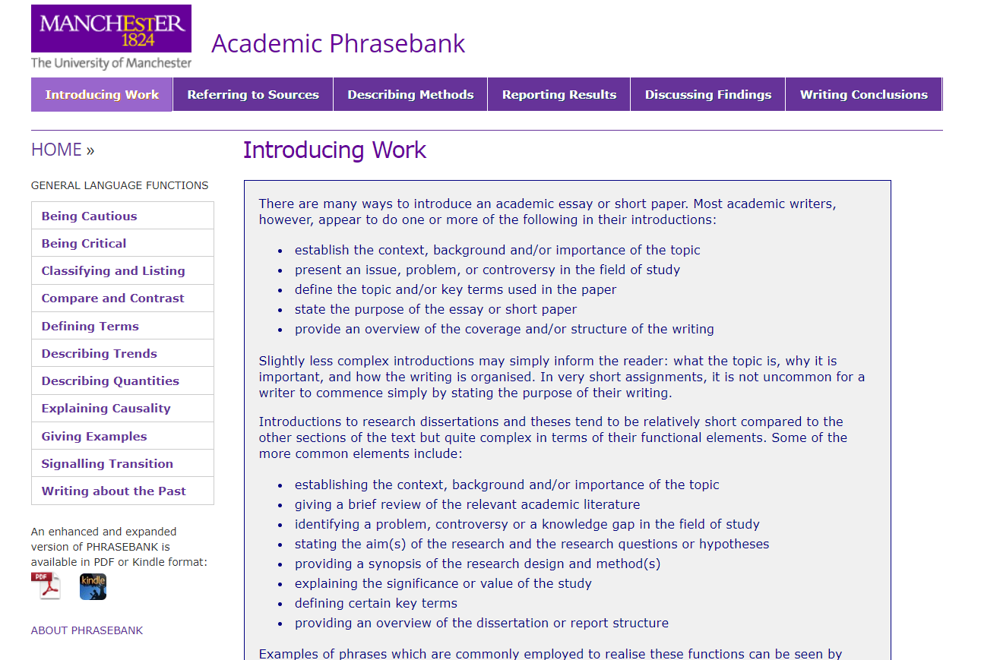 MANCHESTER
1824
The University of Manchester
Academic Phrasebank
Introducing Work
Referring to Sources
Describing Methods
Reporting Results
Discussing Findings
Writing Conclusions
HOME »
GENERAL LANGUAGE FUNCTIONS
Being Cautious
Being Critical
Classifying and Listing
Compare and Contrast
Defining Terms
Describing Trends
Describing Quantities
Explaining Causality
Giving Examples
Signalling Transition
Writing about the Past
An enhanced and expanded
version of PHRASEBANK is
available in PDF or Kindle format:
PDF
kindle
ABOUT PHRASEBANK
Introducing Work
There are many ways to introduce an academic essay or short paper. Most academic writers,
however, appear to do one or more of the following in their introductions:
• establish the context, background and/or importance of the topic
• present an issue, problem, or controversy in the field of study
• define the topic and/or key terms used in the paper
• state the purpose of the essay or short paper
• provide an overview of the coverage and/or structure of the writing
Slightly less complex introductions may simply inform the reader: what the topic is, why it is
important, and how the writing is organised. In very short assignments, it is not uncommon for a
writer to commence simply by stating the purpose of their writing.
Introductions to research dissertations and theses tend to be relatively short compared to the
other sections of the text but quite complex in terms of their functional elements. Some of the
more common elements include:
• establishing the context, background and/or importance of the topic
• giving a brief review of the relevant academic literature
• identifying a problem, controversy or a knowledge gap in the field of study
• stating the aim(s) of the research and the research questions or hypotheses
• providing a synopsis of the research design and method(s)
• explaining the significance or value of the study
• defining certain key terms
• providing an overview of the dissertation or report structure
Examples of phrases which are commonly employed to realise these functions can be seen by